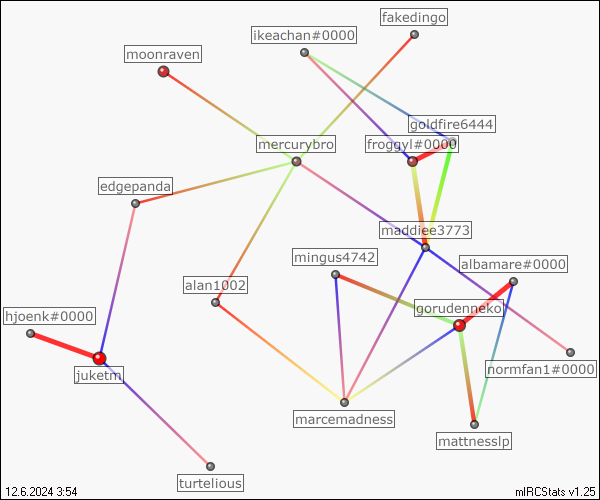 fakedingo
ikeachan#0000
moonraven
goldfire6444
mercurybro
froggyl#0000
edgepanda
maddiee3773
mingus4742
albamare#0000
alan1002
gorudenneko
hjoenk#0000
normfan1#0000
juketm
marcemadness
mattnesslp
turtelious
12.6.2024 3:54
mIRCStats v1.25